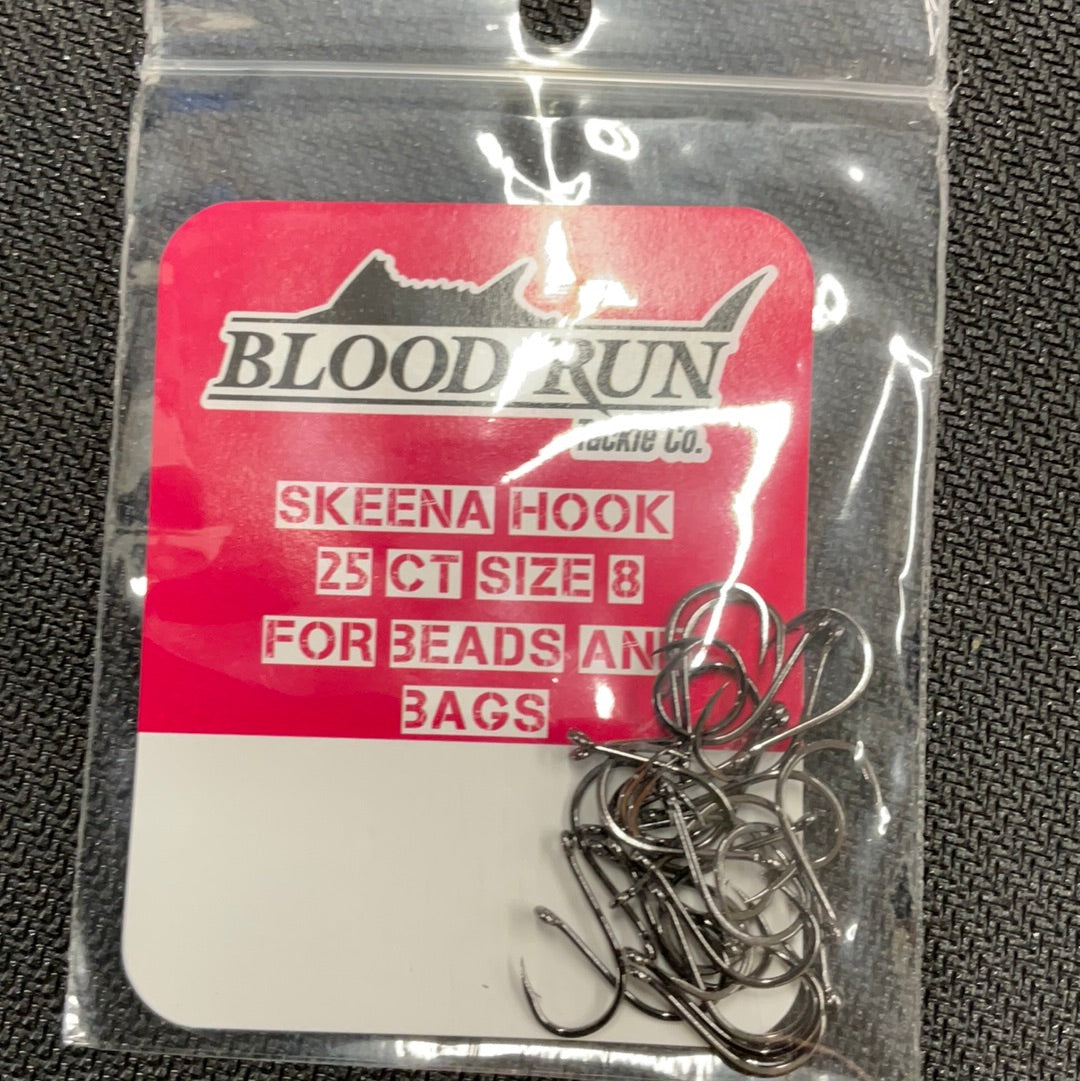 BLOOD RUN
Tackle Co.
SKEENA HOOK
25 CT SIZE 8
FOR BEADS AN
BAGS